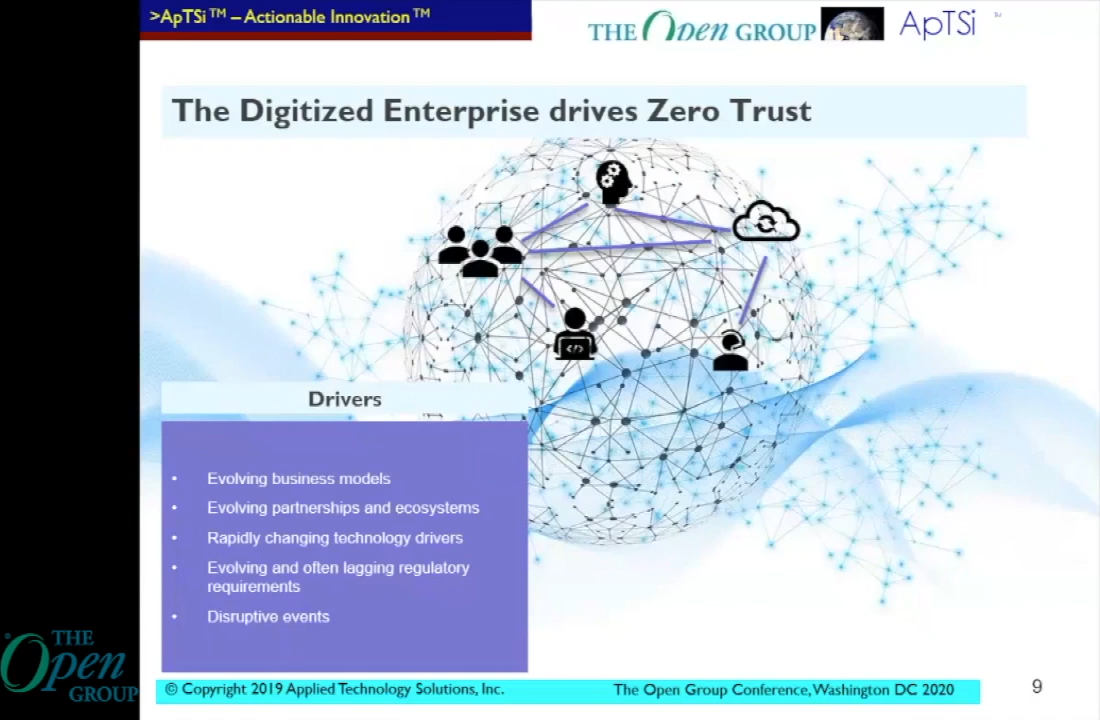 >ApTSi™ – Actionable Innovation™
THE Open GROUP
ApTSi ™
The Digitized Enterprise drives Zero Trust
</>
Drivers
• Evolving business models
• Evolving partnerships and ecosystems
• Rapidly changing technology drivers
• Evolving and often lagging regulatory
requirements
• Disruptive events
THE
Open
GROUP
© Copyright 2019 Applied Technology Solutions, Inc.
The Open Group Conference, Washington DC 2020
9